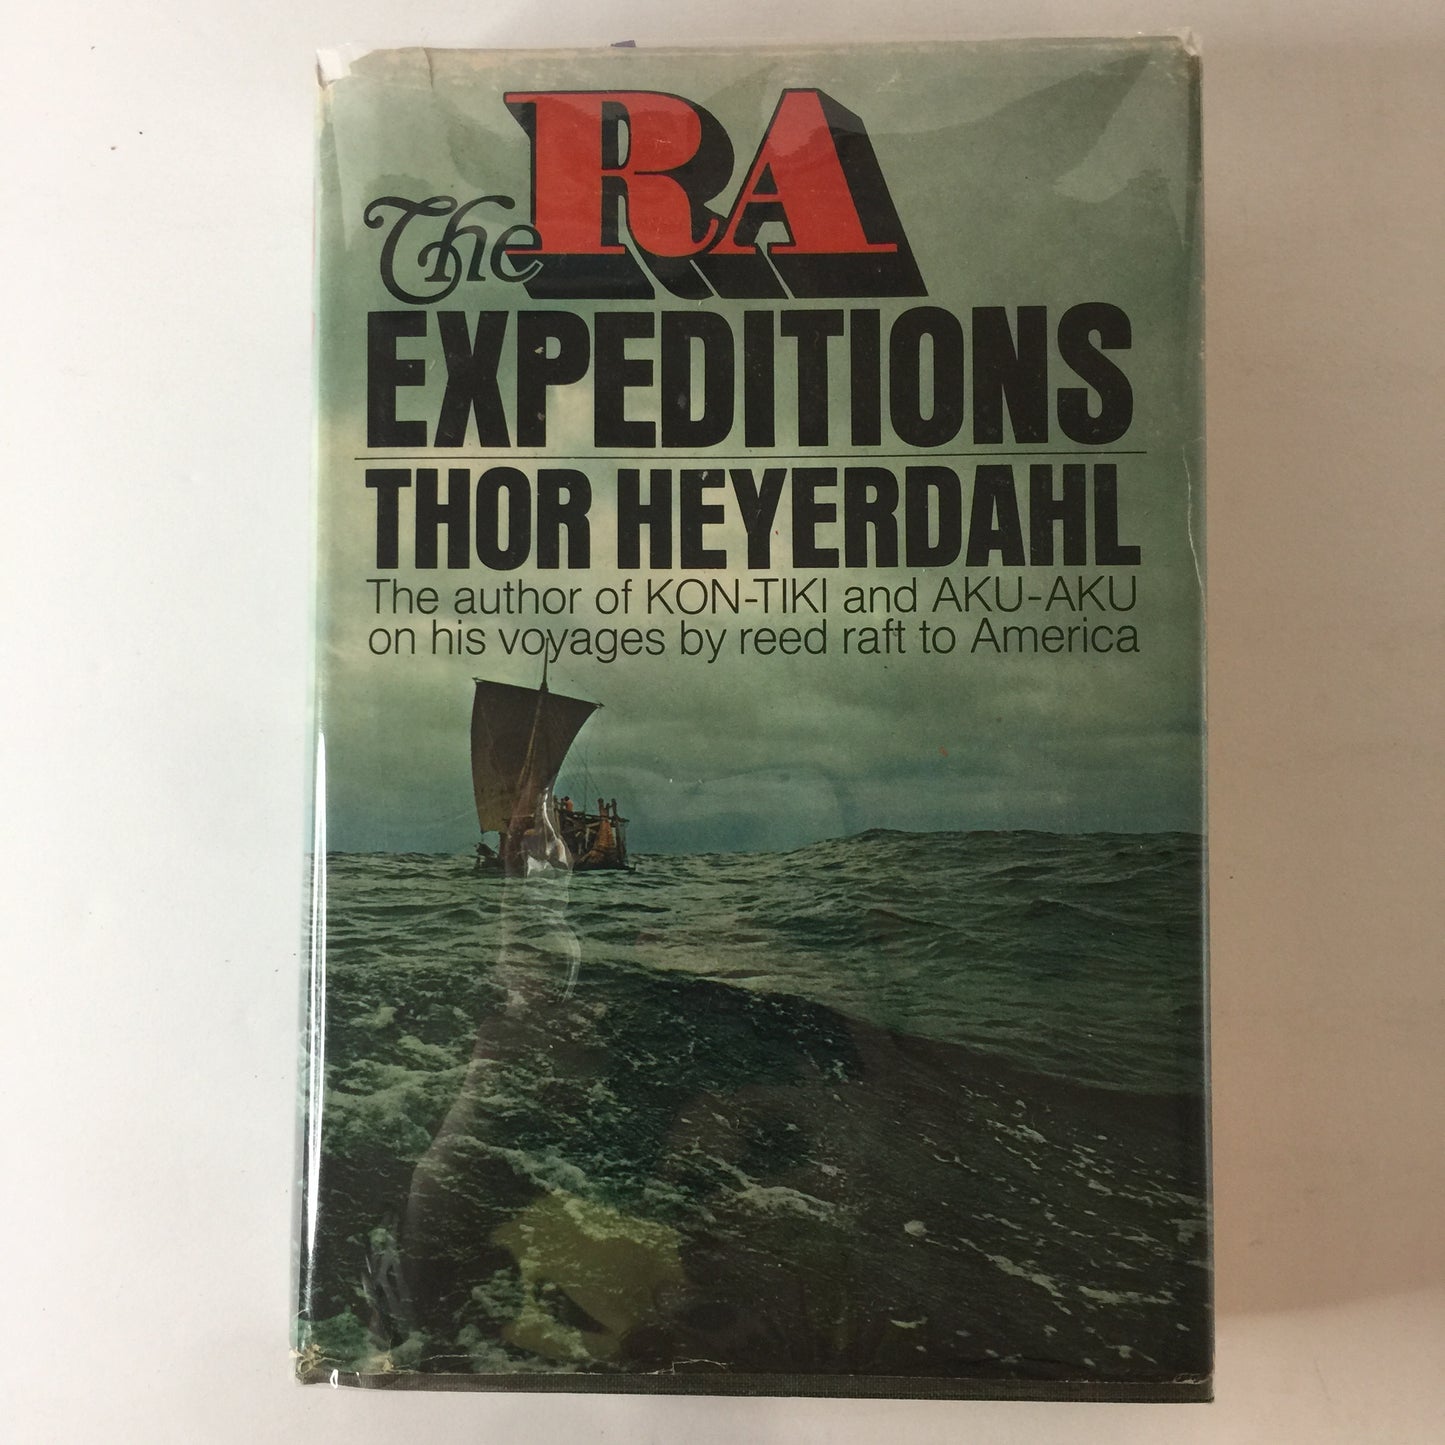 The RA
EXPEDITIONS
THOR HEYERDAHL
The author of KON-TIKI and AKU-AKU
on his voyages by reed raft to America